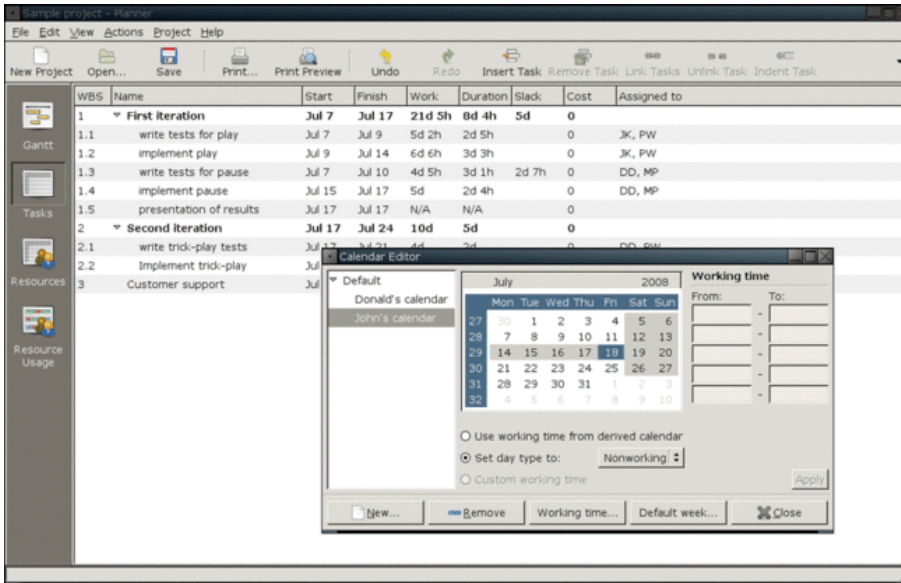 Sample project - Planner
File Edit View Actions Project Help
New Project Open... Save Print... Print Preview Undo Redo Insert Task Remove Task Link Tasks Unlink Task Indent Task
WBS Name Start Finish Work Duration Slack Cost Assigned to
1 First iteration Jul 7 Jul 17 21d 5h 8d 4h 5d 0
1.1 write tests for play Jul 7 Jul 9 5d 2h 2d 5h 0 JK, PW
1.2 implement play Jul 9 Jul 14 6d 6h 3d 3h 0 JK, PW
1.3 write tests for pause Jul 7 Jul 10 4d 5h 3d 1h 2d 7h 0 DD, MP
1.4 implement pause Jul 15 Jul 17 5d 2d 4h 0 DD, MP
1.5 presentation of results Jul 17 Jul 17 N/A N/A 0
2 Second iteration Jul 17 Jul 24 10d 5d 0
2.1 write trick-play tests Jul 17 Jul 21 4d 2d 0 DD, PW
2.2 Implement trick-play Jul
3 Customer support Jul
Gantt
Tasks
Resources
Resource
Usage
Calendar Editor
Default
Donald's calendar
John's calendar
July 2008
Mon Tue Wed Thu Fri Sat Sun
27 30 1 2 3 4 5 6
28 7 8 9 10 11 12 13
29 14 15 16 17 18 19 20
30 21 22 23 24 25 26 27
31 28 29 30 31 1 2 3
32 4 5 6 7 8 9 10
Working time
From: To:
-
-
-
-
-
Use working time from derived calendar
Set day type to: Nonworking
Custom working time
Apply
New... Remove Working time... Default week... Close